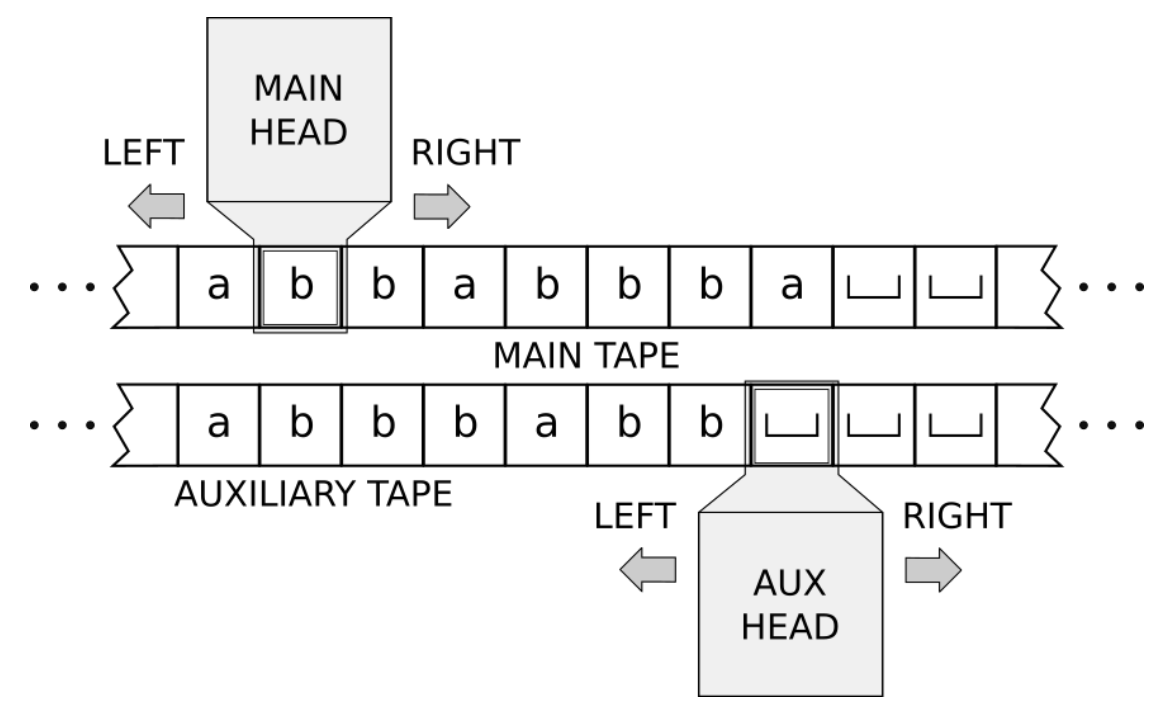 MAIN
HEAD
LEFT RIGHT
a b b a b b b a
MAIN TAPE
a b b b a b b
AUXILIARY TAPE
LEFT RIGHT
AUX
HEAD